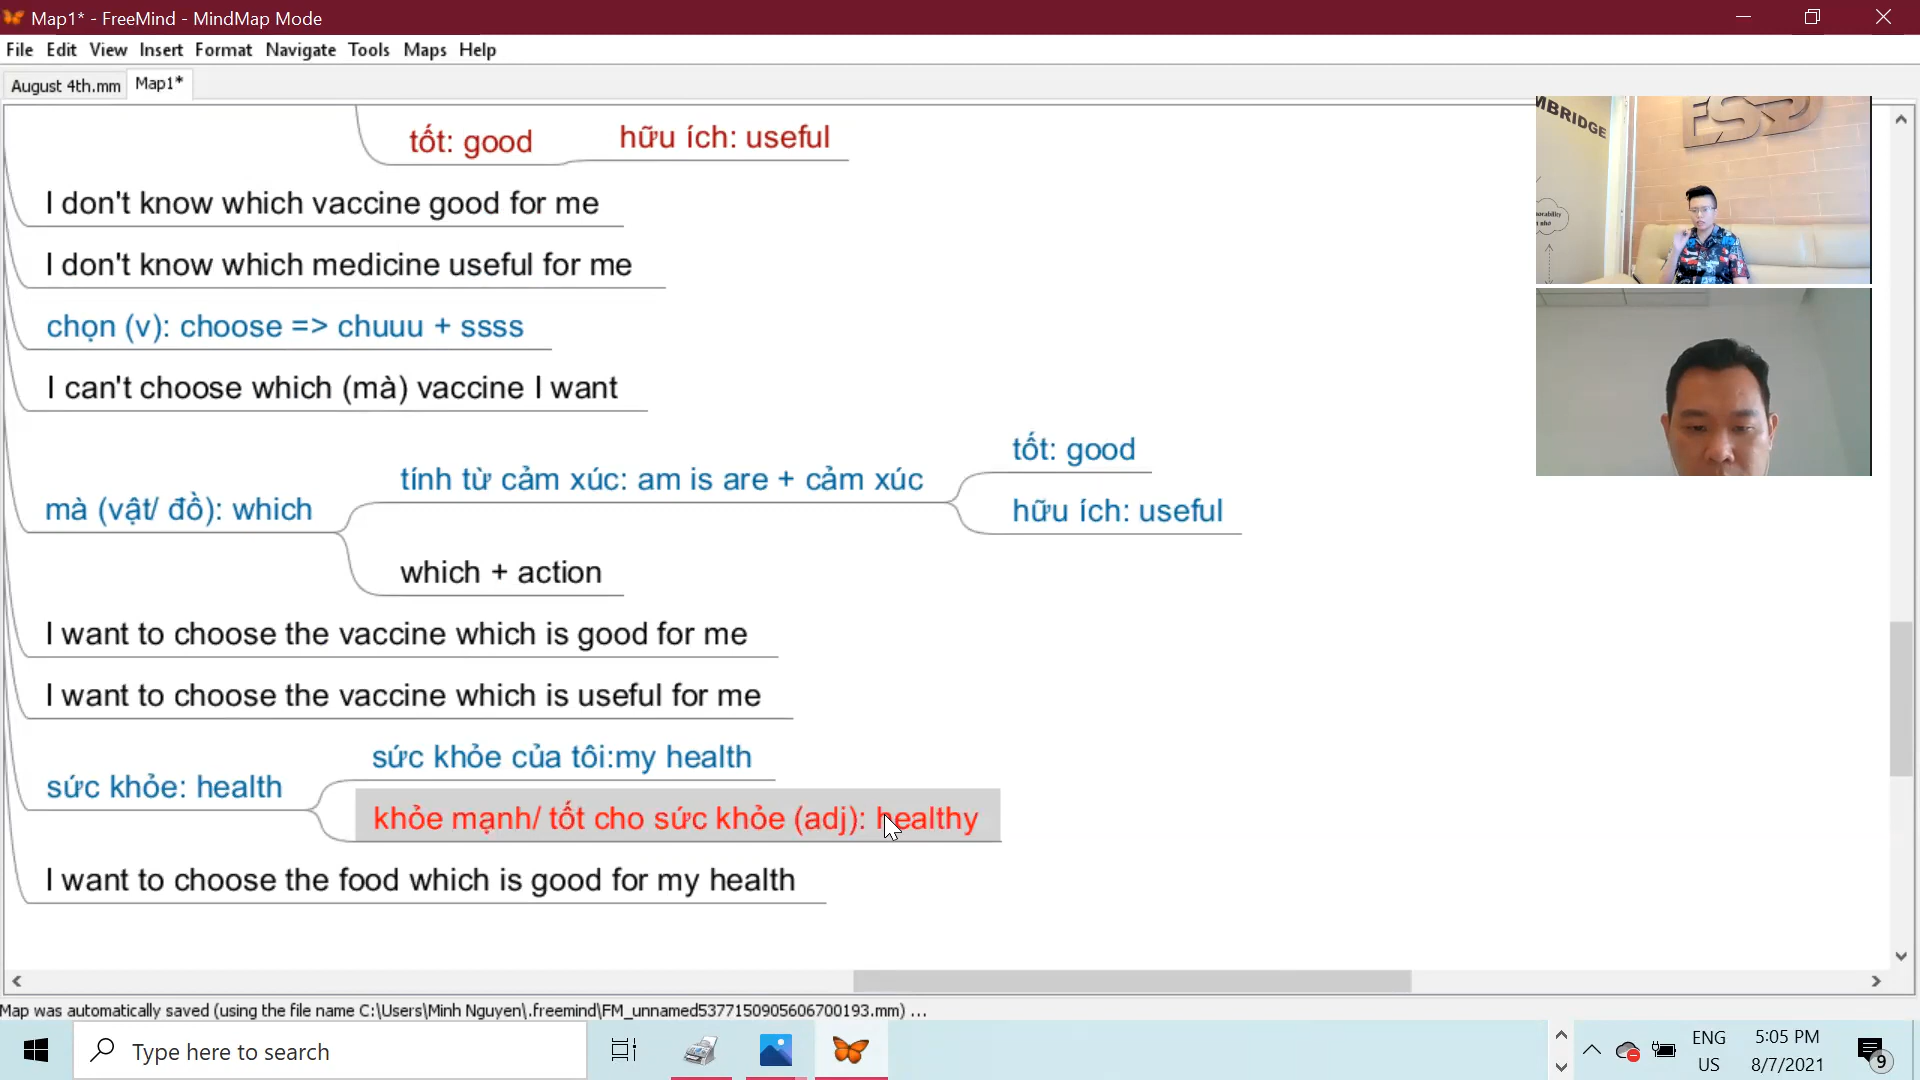 Map1* - FreeMind - MindMap Mode
File Edit View Insert Format Navigate Tools Maps Help
August 4th.mm Map1*
tốt: good
hữu ích: useful
I don't know which vaccine good for me
I don't know which medicine useful for me
chọn (v): choose => chuuu + ssss
I can't choose which (mà) vaccine I want
mà (vật/ đồ): which
tính từ cảm xúc: am is are + cảm xúc
tốt: good
hữu ích: useful
which + action
I want to choose the vaccine which is good for me
I want to choose the vaccine which is useful for me
sức khỏe: health
sức khỏe của tôi:my health
khỏe mạnh/ tốt cho sức khỏe (adj): healthy
I want to choose the food which is good for my health
MBRIDGE
ESD
Map was automatically saved (using the file name C:\Users\Minh Nguyen\.freemind\FM_unnamed5377150905606700193.mm) ...
Type here to search
ENG
US
5:05 PM
8/7/2021
9